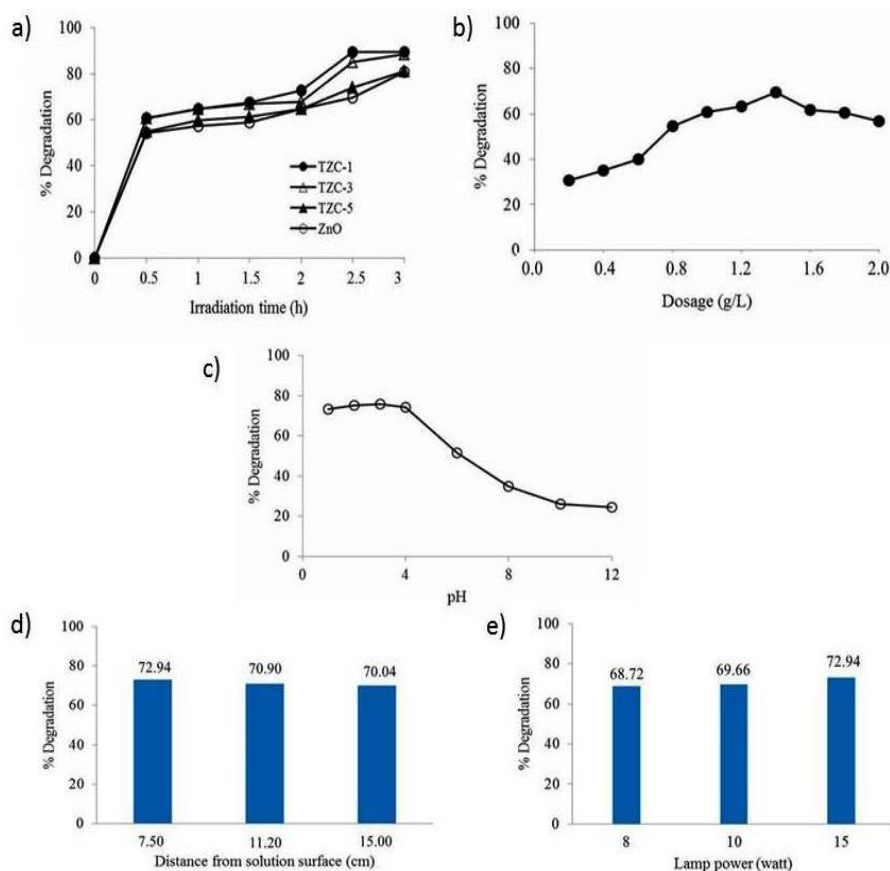 a)
100
80
60
40
20
0
% Degradation
TZC-1
TZC-3
TZC-5
ZnO
0 0.5 1 1.5 2 2.5 3
Irradiation time (h)
b)
100
80
60
40
20
0
% Degradation
0.0 0.4 0.8 1.2 1.6 2.0
Dosage (g/L)
c)
100
80
60
40
20
0
% Degradation
0 4 8 12
pH
d)
100
80
60
40
20
0
% Degradation
72.94 70.90 70.04
7.50 11.20 15.00
Distance from solution surface (cm)
e)
100
80
60
40
20
0
% Degradation
68.72 69.66 72.94
8 10 15
Lamp power (watt)